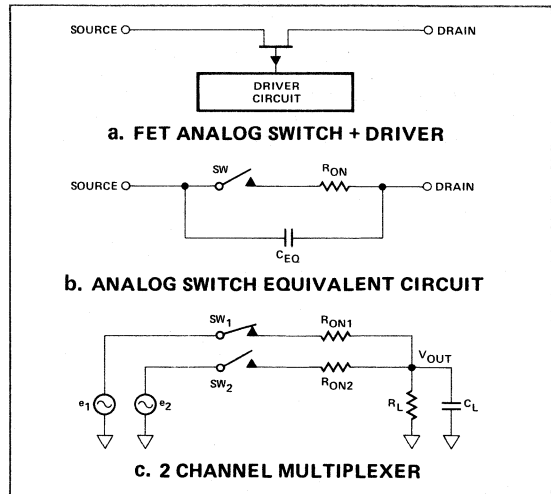 SOURCE
DRAIN
DRIVER
CIRCUIT
a. FET ANALOG SWITCH + DRIVER
SW
RON
SOURCE
DRAIN
CEQ
b. ANALOG SWITCH EQUIVALENT CIRCUIT
SW1
RON1
VOUT
SW2
RON2
e1
e2
RL
CL
c. 2 CHANNEL MULTIPLEXER